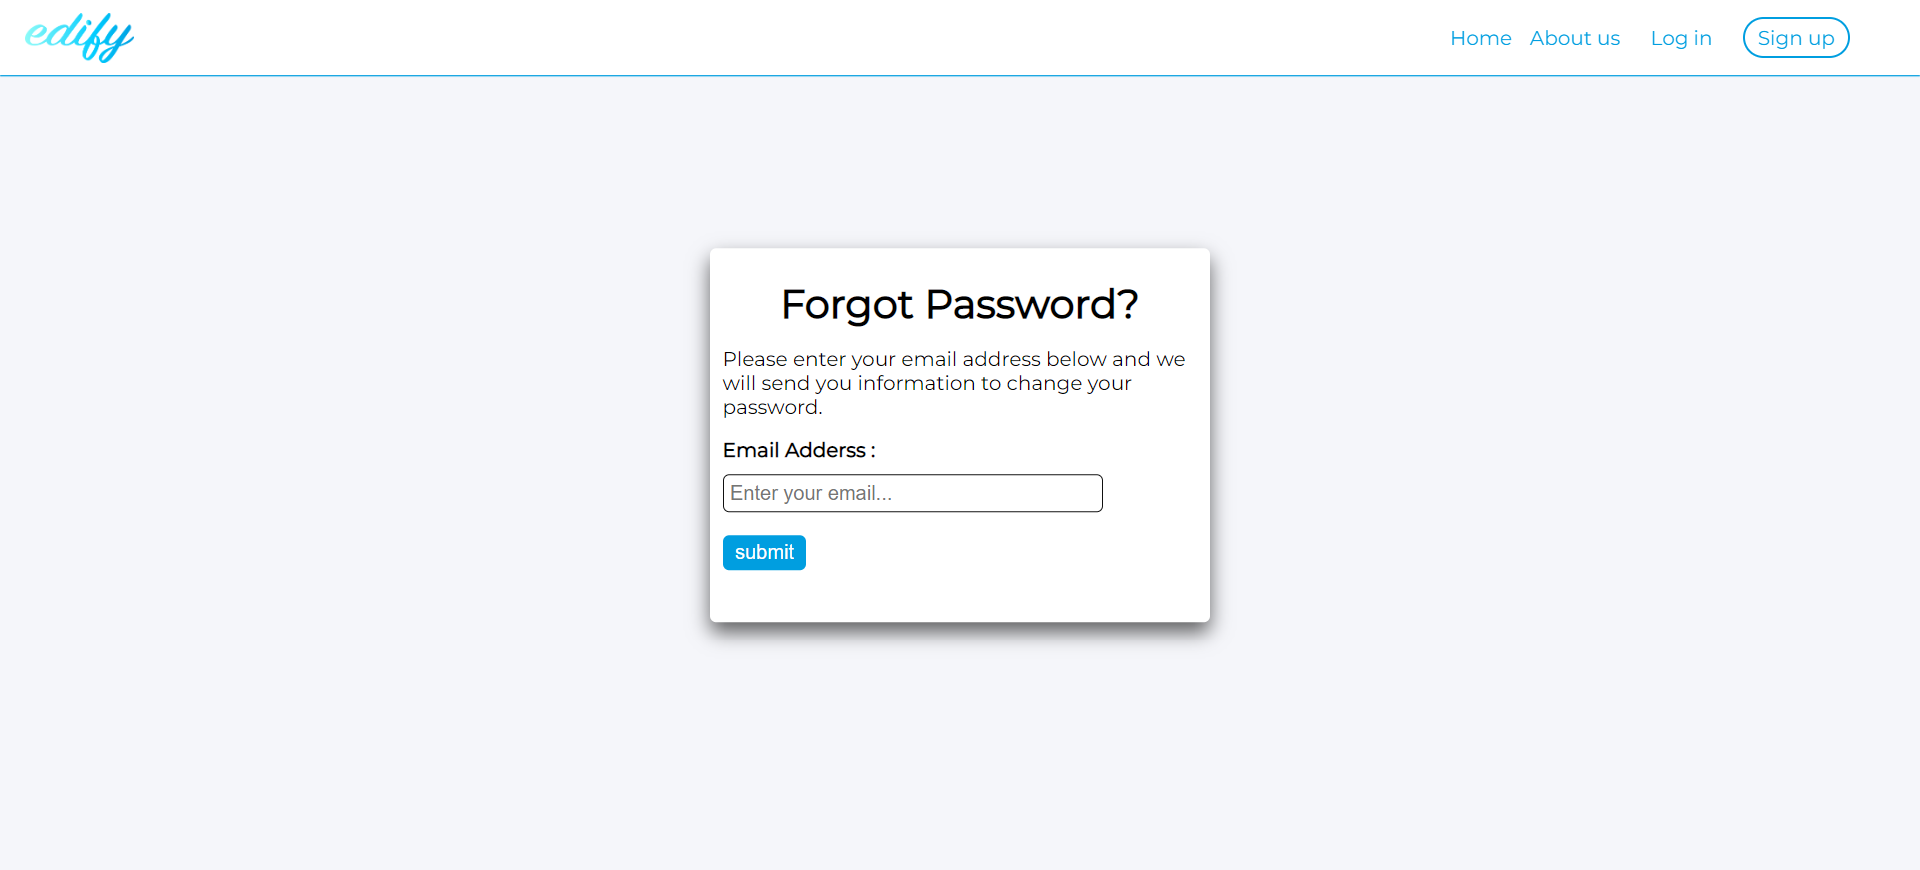 edify
Home About us Log in Sign up
Forgot Password?
Please enter your email address below and we
will send you information to change your
password.
Email Adderss :
Enter your email...
submit